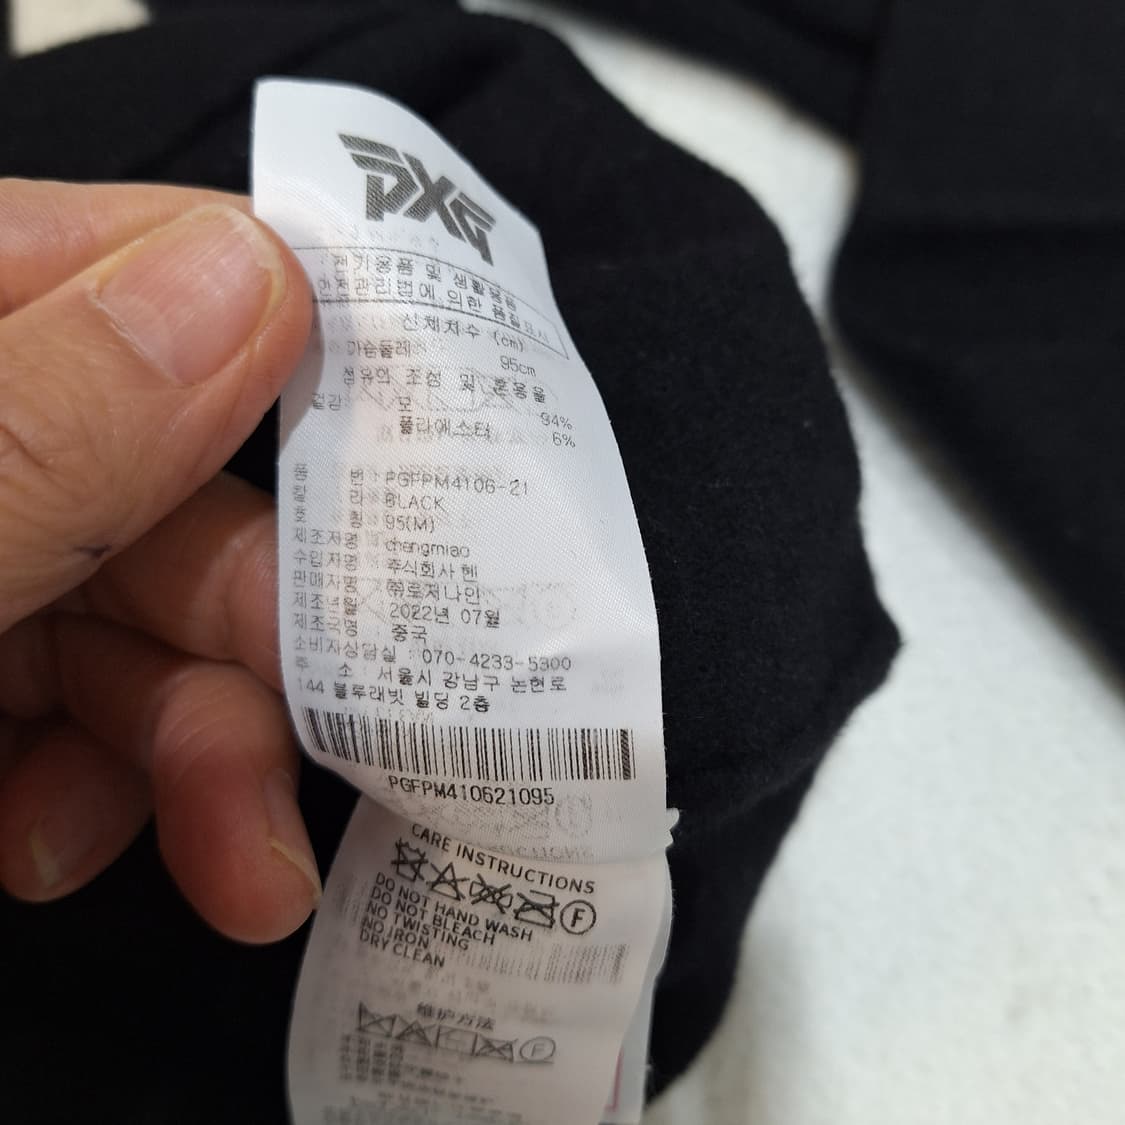 PXG
전기용품 및 생활용품
안전관리법에 의한 품질표시
신체치수 (cm)
가슴둘레 95cm
섬유의 조성 및 혼용율
겉감 모 94%
폴리에스터 6%
품 번 : PGFPM4106-21
칼 라 : BLACK
호 칭 : 95(M)
제조자명 : chengmiao
수입자명 : 주식회사 헨
판매자명 : ㈜로저나인
제조년월 : 2022년 07월
제조국명 : 중국
소비자상담실 : 070-4233-5300
주 소 : 서울시 강남구 논현로
144 블루래빗 빌딩 2층
PGFPM410621095
CARE INSTRUCTIONS
F
DO NOT HAND WASH
DO NOT BLEACH
NO TWISTING
NO IRON
DRY CLEAN
维护方法
F